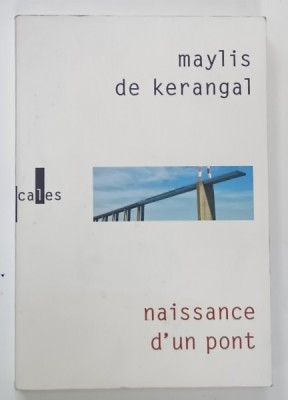 maylis
de kerangal
cales
naissance
d'un pont